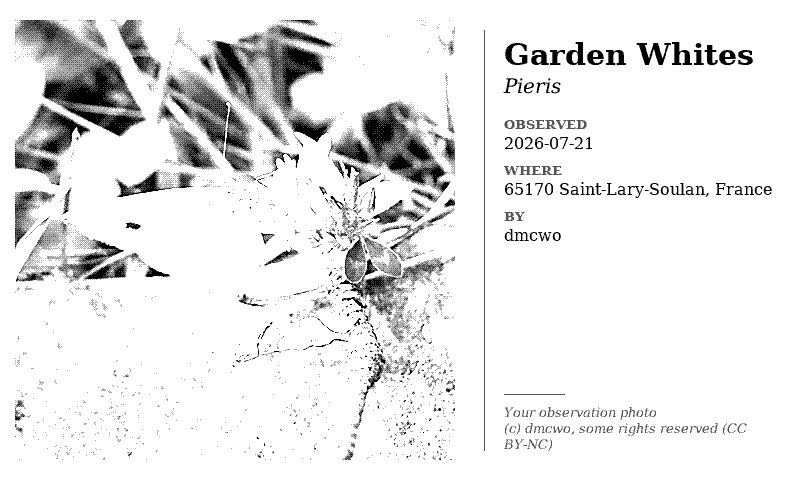 Garden Whites
Pieris
OBSERVED
2026-07-21
WHERE
65170 Saint-Lary-Soulan, France
BY
dmcwo
Your observation photo
(c) dmcwo, some rights reserved (CC
BY-NC)